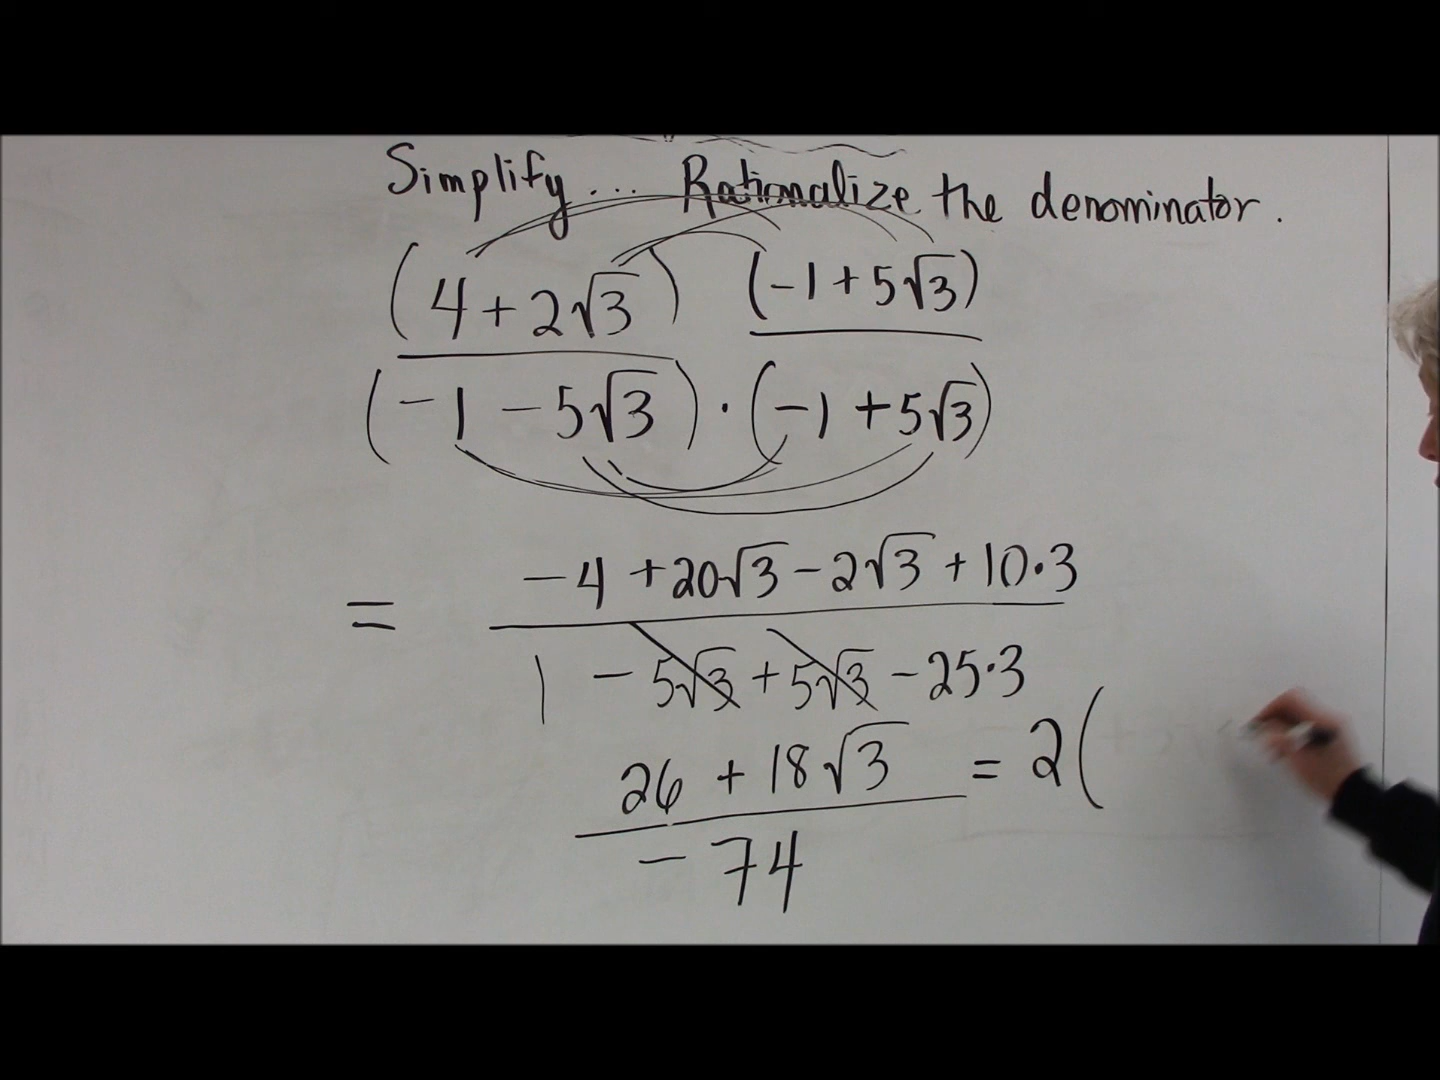 Simplify ... Rationalize the denominator.
(4 + 2√3) (-1 + 5√3)
(-1 - 5√3) · (-1 + 5√3)
= -4 + 20√3 - 2√3 + 10·3
1 - 5√3 + 5√3 - 25·3
26 + 18√3 = 2(
-74